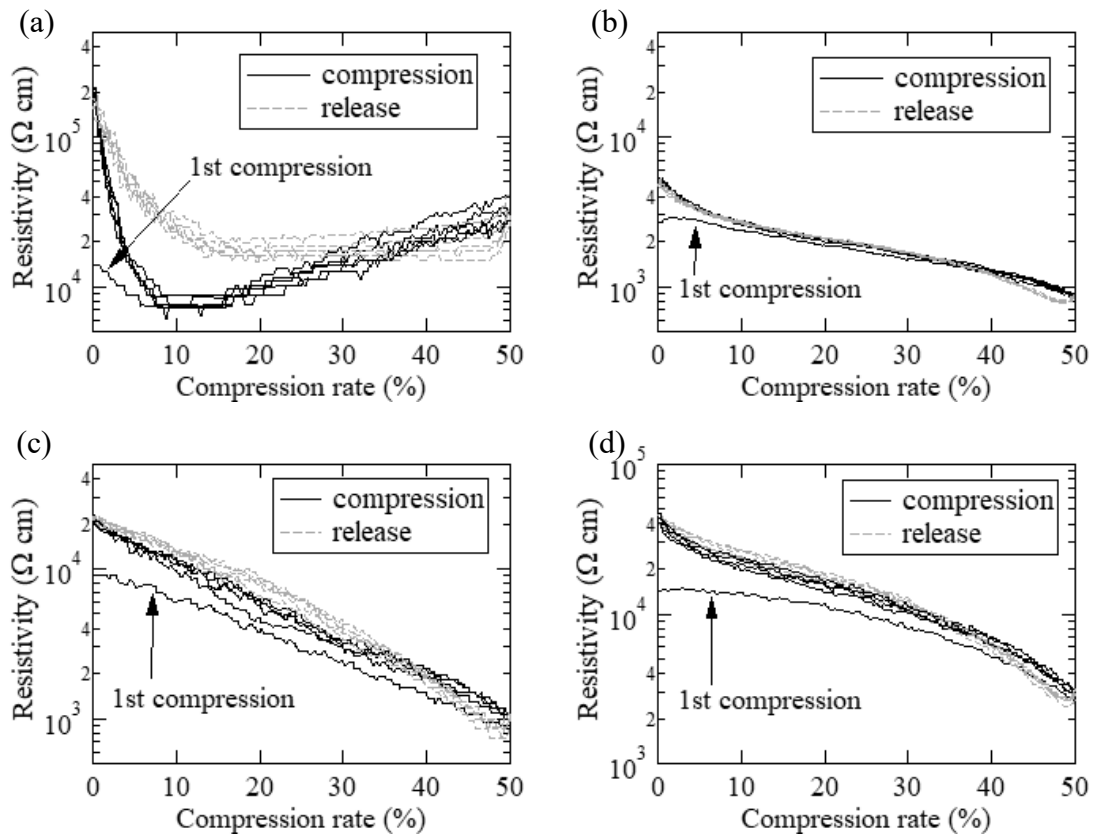 (a)
Resistivity (Ω cm)
4
2
10^5
4
2
10^4
compression
release
1st compression
0 10 20 30 40 50
Compression rate (%)
(b)
Resistivity (Ω cm)
4
2
10^4
4
2
10^3
compression
release
1st compression
0 10 20 30 40 50
Compression rate (%)
(c)
Resistivity (Ω cm)
4
2
10^4
4
2
10^3
compression
release
1st compression
0 10 20 30 40 50
Compression rate (%)
(d)
Resistivity (Ω cm)
10^5
4
2
10^4
4
2
10^3
compression
release
1st compression
0 10 20 30 40 50
Compression rate (%)